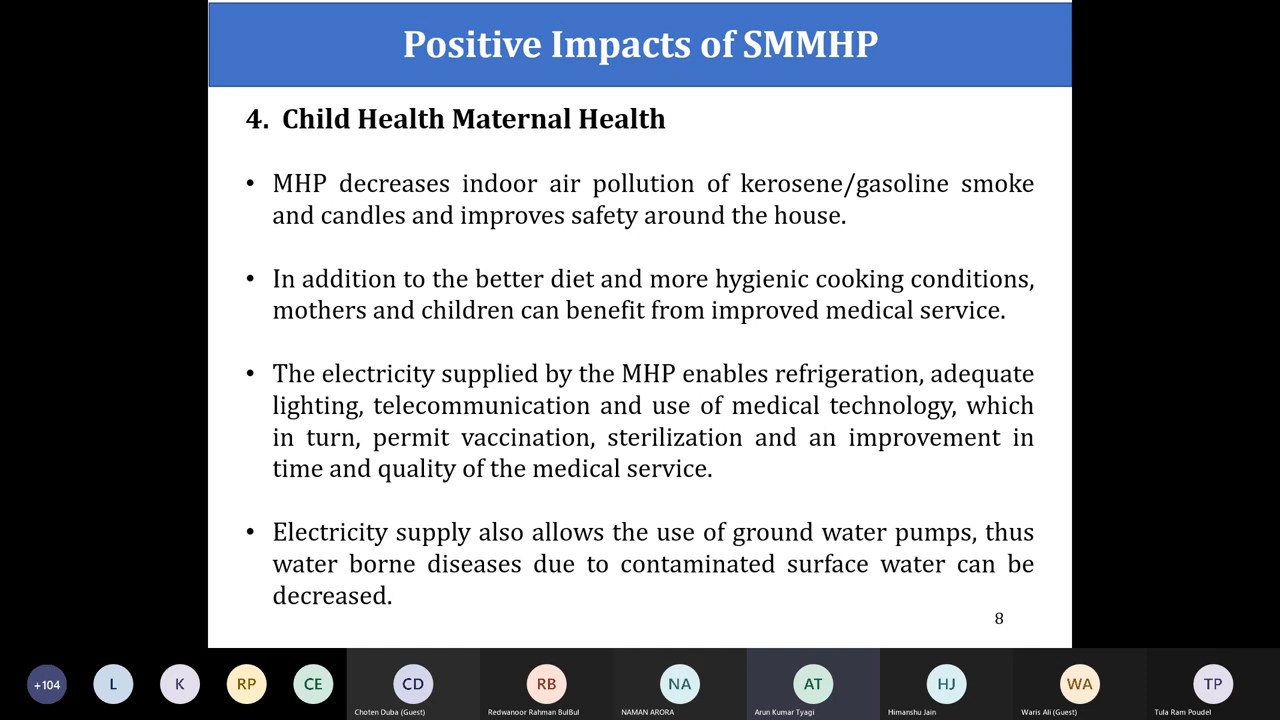 Positive Impacts of SMMHP
4. Child Health Maternal Health
• MHP decreases indoor air pollution of kerosene/gasoline smoke
and candles and improves safety around the house.
• In addition to the better diet and more hygienic cooking conditions,
mothers and children can benefit from improved medical service.
• The electricity supplied by the MHP enables refrigeration, adequate
lighting, telecommunication and use of medical technology, which
in turn, permit vaccination, sterilization and an improvement in
time and quality of the medical service.
• Electricity supply also allows the use of ground water pumps, thus
water borne diseases due to contaminated surface water can be
decreased.
8
+104 L K RP CE CD RB NA AT HJ WA TP
Choten Duba (Guest) Redwanoor Rahman BulBul NAMAN ARORA Arun Kumar Tyagi Himanshu Jain Waris Ali (Guest) Tula Ram Poudel